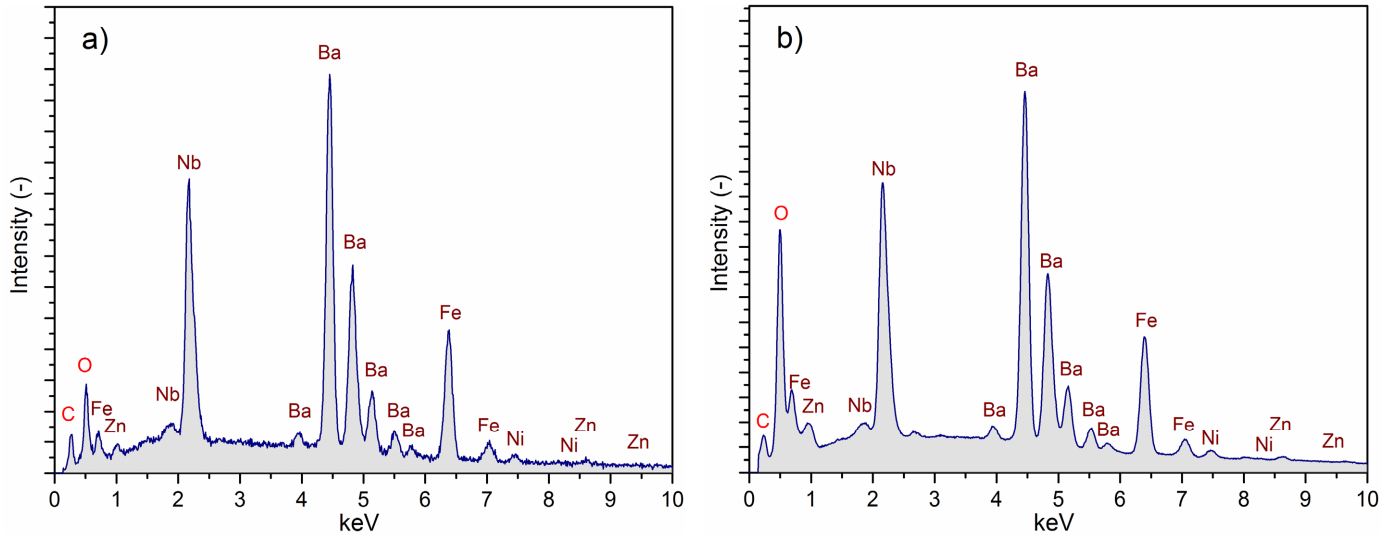 a)
Ba
Nb
Ba
Fe
O
Nb
Ba
C
Fe
Zn
Ba
Ba
Ba
Fe
Ni
Zn
Ni
Zn
Intensity (-)
0 1 2 3 4 5 6 7 8 9 10
keV
b)
Ba
Nb
O
Ba
Fe
Ba
Fe
Zn
Nb
C
Ba
Ba
Ba
Fe
Ni
Zn
Ni
Zn
Intensity (-)
0 1 2 3 4 5 6 7 8 9 10
keV